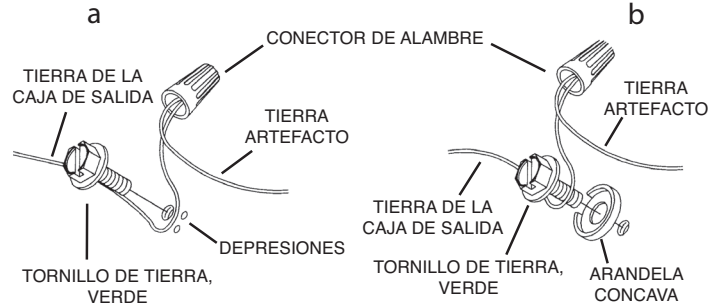 a
b
CONECTOR DE ALAMBRE
TIERRA DE LA
CAJA DE SALIDA
TIERRA
ARTEFACTO
DEPRESIONES
TORNILLO DE TIERRA,
VERDE
TIERRA
ARTEFACTO
TIERRA DE LA
CAJA DE SALIDA
TORNILLO DE TIERRA,
VERDE
ARANDELA
CONCAVA